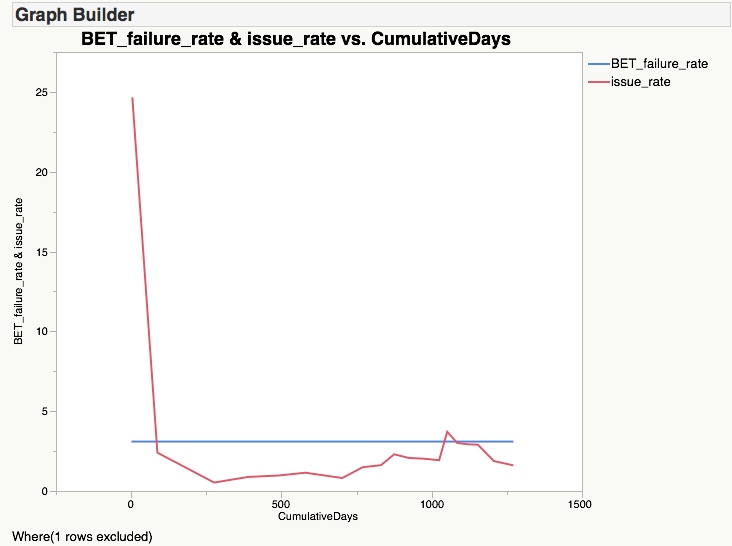 Graph Builder
BET_failure_rate & issue_rate vs. CumulativeDays
BET_failure_rate
issue_rate
25
20
15
10
5
0
BET_failure_rate & issue_rate
0 500 1000 1500
CumulativeDays
Where(1 rows excluded)